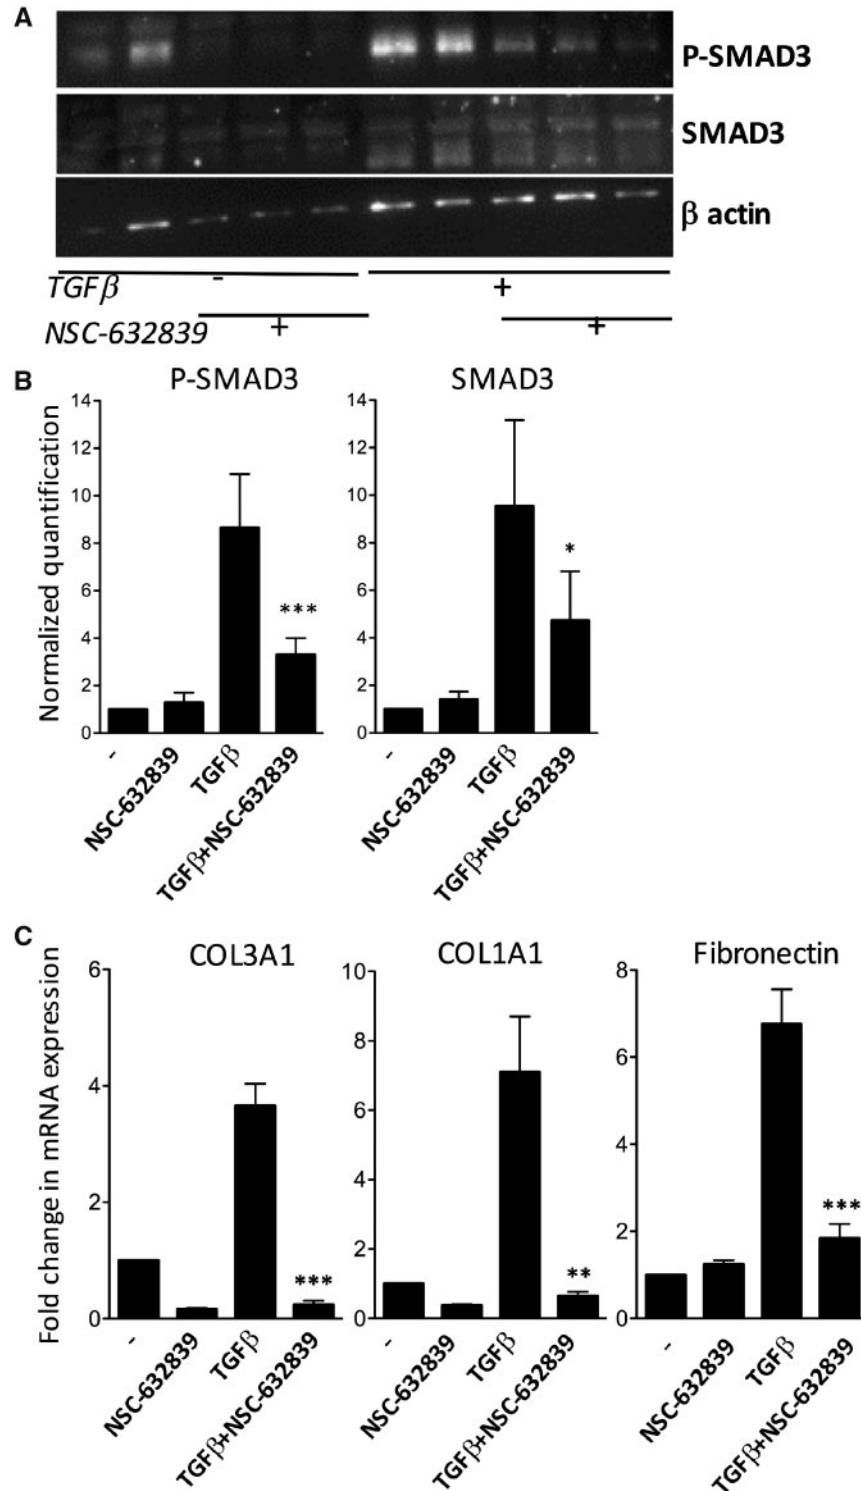 A
P-SMAD3
SMAD3
β actin
TGFβ - +
NSC-632839 + +
B
P-SMAD3 SMAD3
Normalized quantification
14 14
12 12
10 10
8 8
6 6
4 4
2 2
0 0
*** *
- NSC-632839 TGFβ TGFβ+NSC-632839 - NSC-632839 TGFβ TGFβ+NSC-632839
C
COL3A1 COL1A1 Fibronectin
Fold change in mRNA expression
6
4
2
0
***
10
8
6
4
2
0
**
8
6
4
2
0
***
- NSC-632839 TGFβ TGFβ+NSC-632839 - NSC-632839 TGFβ TGFβ+NSC-632839 - NSC-632839 TGFβ TGFβ+NSC-632839